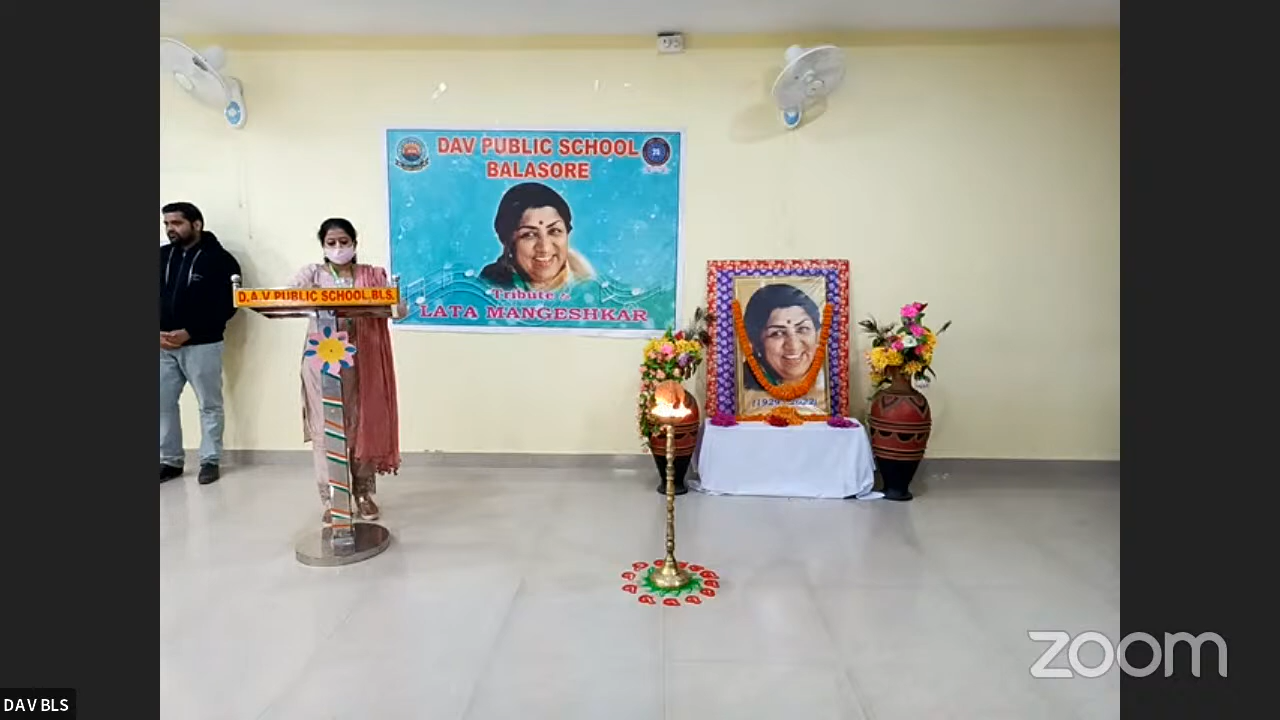 DAV PUBLIC SCHOOL
BALASORE
Tribute to
LATA MANGESHKAR
D.A.V PUBLIC SCHOOL.BLS.
(1929 - 2022)
zoom
DAV BLS